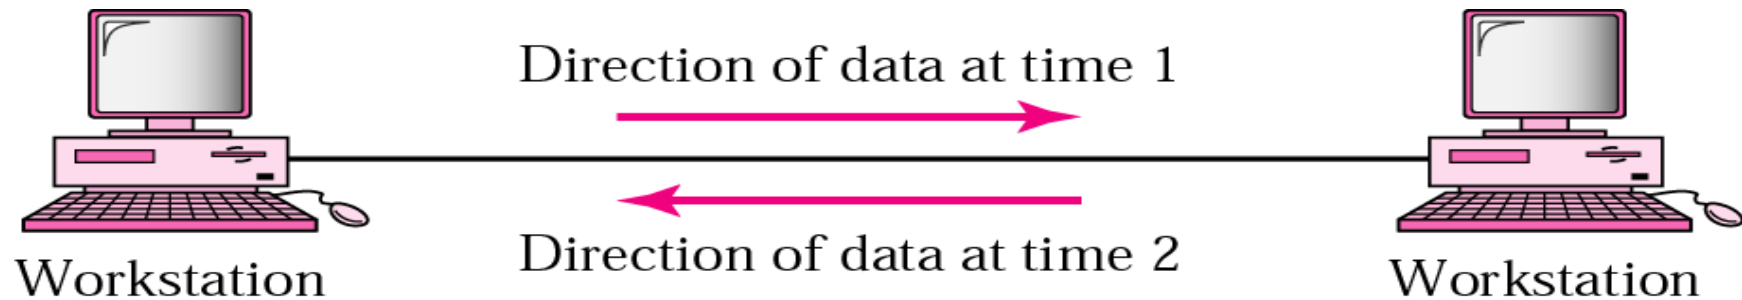 Direction of data at time 1
Direction of data at time 2
Workstation
Workstation